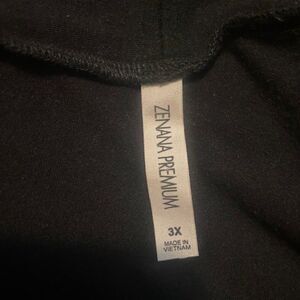 ZENANA PREMIUM
3X
MADE IN
VIETNAM